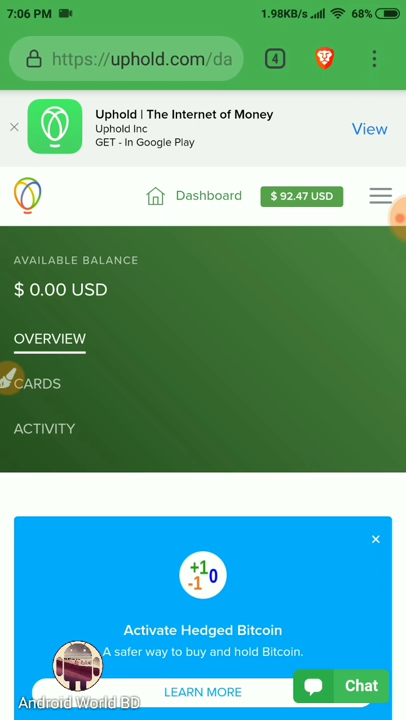 7:06 PM 1.98KB/s 68%
https://uphold.com/da 4
Uphold | The Internet of Money
Uphold Inc
GET - In Google Play
View
Dashboard $ 92.47 USD
AVAILABLE BALANCE
$ 0.00 USD
OVERVIEW
CARDS
ACTIVITY
+1
-1 0
Activate Hedged Bitcoin
A safer way to buy and hold Bitcoin.
LEARN MORE
Chat
Android World BD